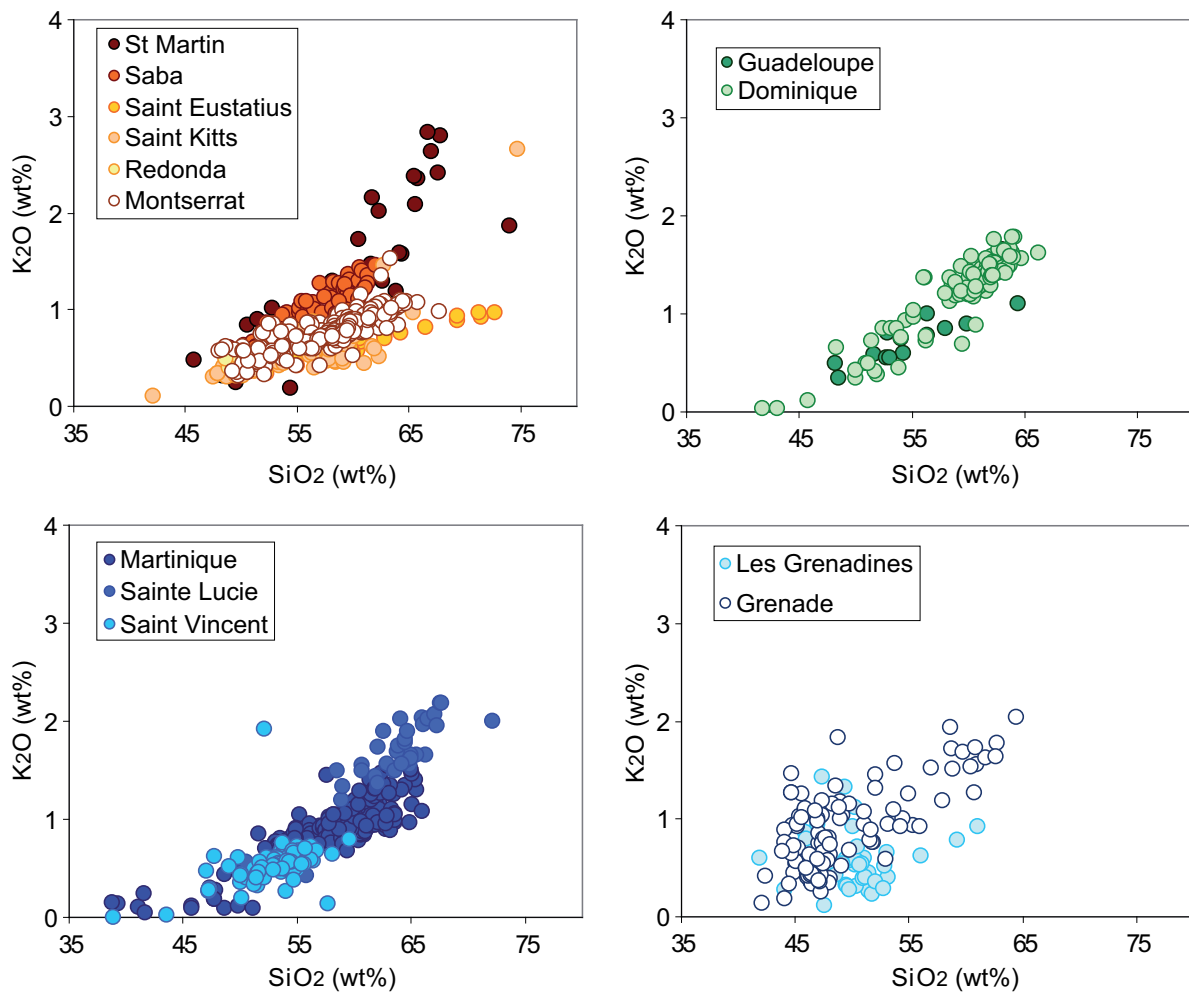 St Martin
Saba
Saint Eustatius
Saint Kitts
Redonda
Montserrat
K2O (wt%)
4
3
2
1
0
35 45 55 65 75
SiO2 (wt%)
Guadeloupe
Dominique
K2O (wt%)
4
3
2
1
0
35 45 55 65 75
SiO2 (wt%)
Martinique
Sainte Lucie
Saint Vincent
K2O (wt%)
4
3
2
1
0
35 45 55 65 75
SiO2 (wt%)
Les Grenadines
Grenade
K2O (wt%)
4
3
2
1
0
35 45 55 65 75
SiO2 (wt%)